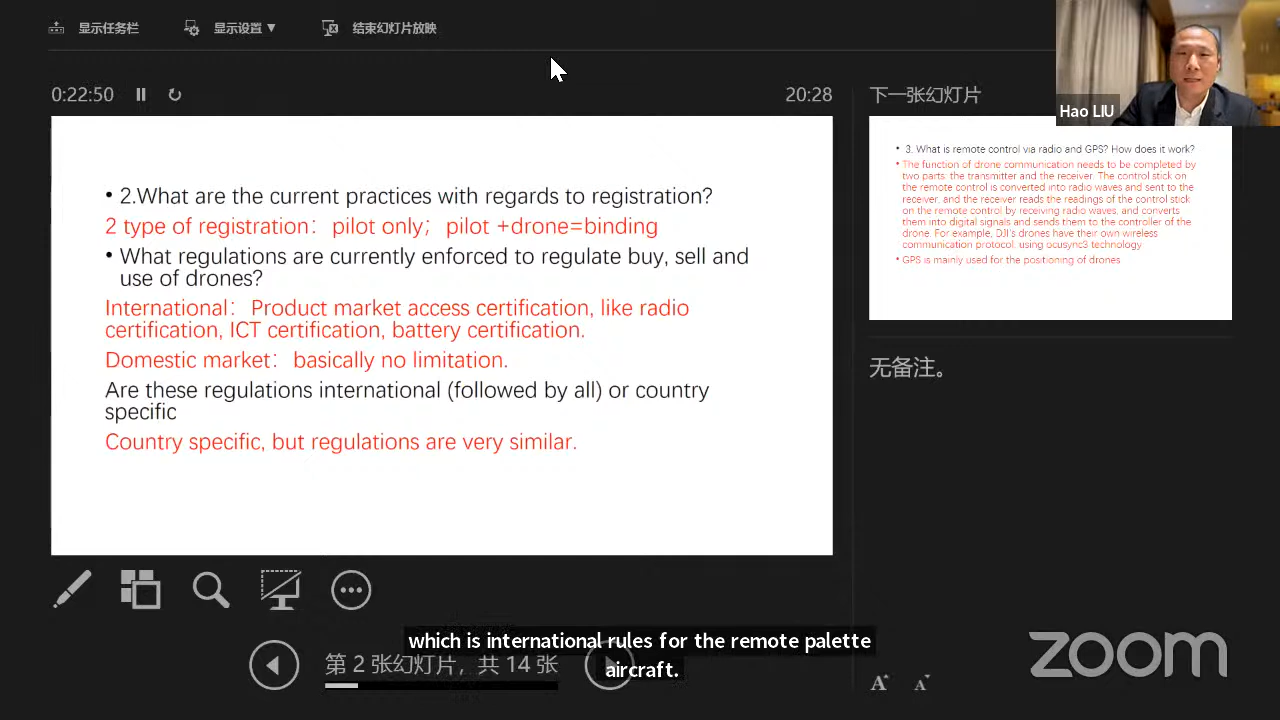 显示任务栏
显示设置 ▼
结束幻灯片放映
Hao LIU
0:22:50
20:28
下一张幻灯片
• 2.What are the current practices with regards to registration?
2 type of registration：pilot only；pilot +drone=binding
• What regulations are currently enforced to regulate buy, sell and
use of drones?
International：Product market access certification, like radio
certification, ICT certification, battery certification.
Domestic market：basically no limitation.
Are these regulations international (followed by all) or country
specific
Country specific, but regulations are very similar.
• 3. What is remote control via radio and GPS? How does it work?
• The function of drone communication needs to be completed by
two parts: the transmitter and the receiver. The control stick on
the remote control is converted into radio waves and sent to the
receiver, and the receiver reads the readings of the control stick
on the remote control by receiving radio waves, and converts
them into digital signals and sends them to the controller of the
drone. For example, DJI's drones have their own wireless
communication protocol, using ocusync3 technology
• GPS is mainly used for the positioning of drones
无备注。
which is international rules for the remote palette
aircraft.
第 2 张幻灯片，共 14 张
A A
zoom